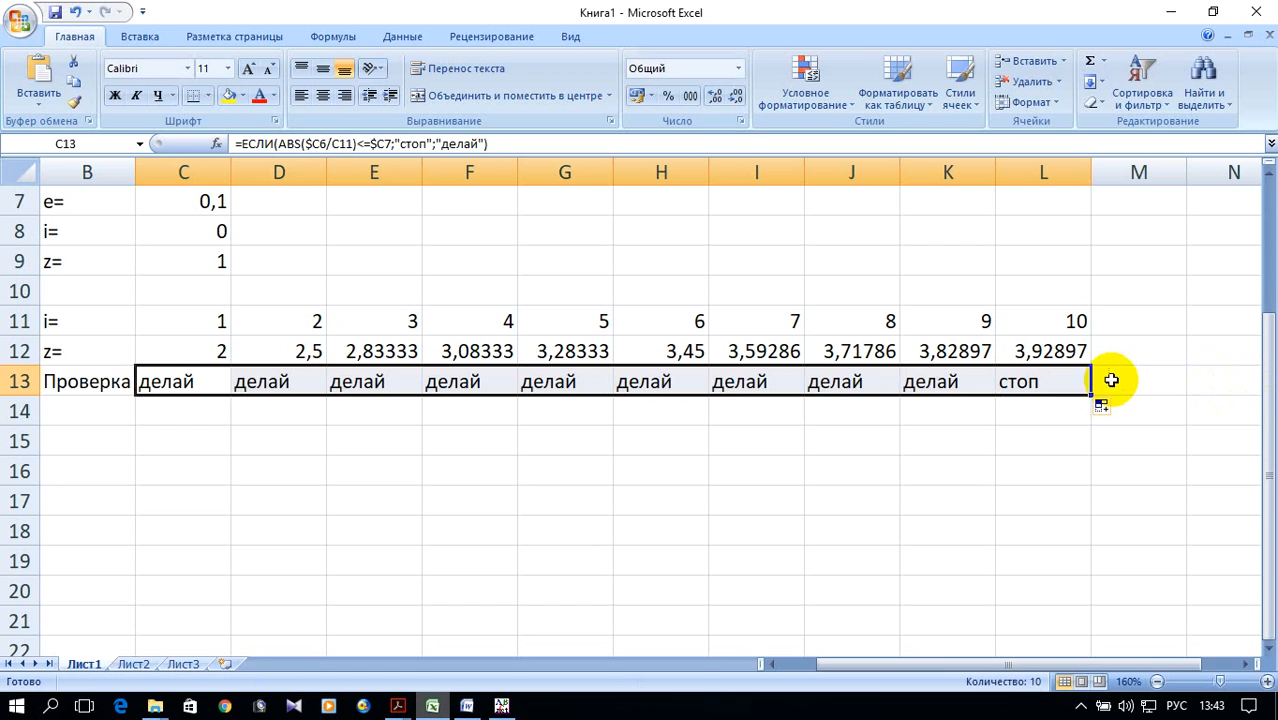 Книга1 - Microsoft Excel
Главная Вставка Разметка страницы Формулы Данные Рецензирование Вид
Вставить
Буфер обмена
Calibri 11
Ж К Ч
Шрифт
Перенос текста
Объединить и поместить в центре
Выравнивание
Общий
% 000
Число
Условное форматирование
Форматировать как таблицу
Стили ячеек
Стили
Вставить
Удалить
Формат
Ячейки
Σ
Сортировка и фильтр
Найти и выделить
Редактирование
C13 fx =ЕСЛИ(ABS($C6/C11)<=$C7;"стоп";"делай")
B C D E F G H I J K L M N
7 e= 0,1
8 i= 0
9 z= 1
10
11 i= 1 2 3 4 5 6 7 8 9 10
12 z= 2 2,5 2,83333 3,08333 3,28333 3,45 3,59286 3,71786 3,82897 3,92897
13 Проверка делай делай делай делай делай делай делай делай делай стоп
14
15
16
17
18
19
20
21
22
Лист1 Лист2 Лист3
Готово Количество: 10 160%
РУС 13:43